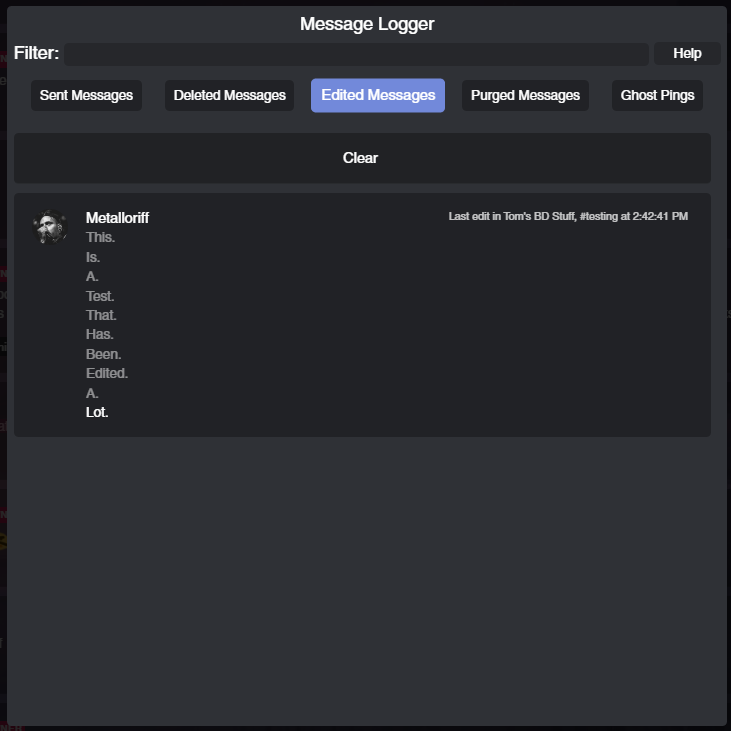 Message Logger
Filter:
Help
Sent Messages
Deleted Messages
Edited Messages
Purged Messages
Ghost Pings
Clear
Metalloriff
Last edit in Tom's BD Stuff, #testing at 2:42:41 PM
This.
Is.
A.
Test.
That.
Has.
Been.
Edited.
A.
Lot.